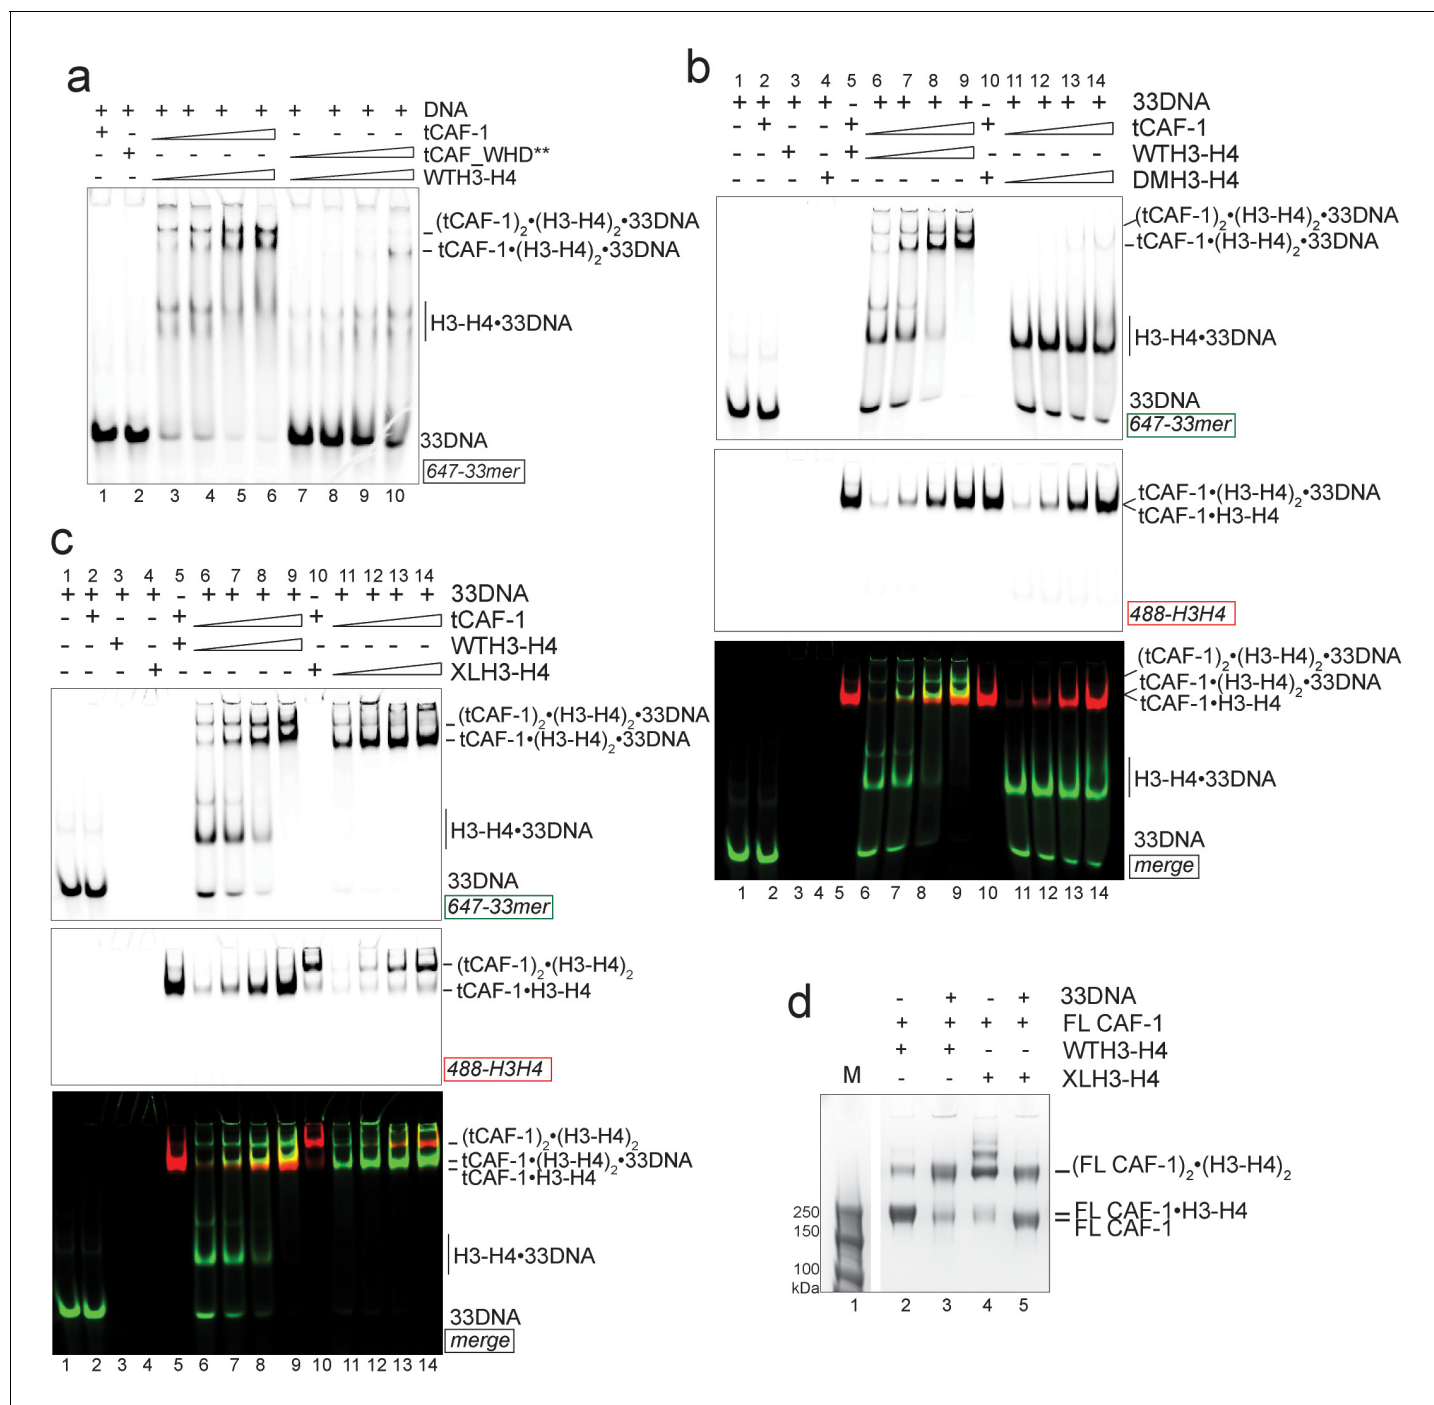 a
+ + + + + + + + + + DNA
+ - - - - - tCAF-1
- + - - - - tCAF_WHD**
- - WTH3-H4
(tCAF-1)2•(H3-H4)2•33DNA
tCAF-1•(H3-H4)2•33DNA
H3-H4•33DNA
33DNA
647-33mer
1 2 3 4 5 6 7 8 9 10
b
1 2 3 4 5 6 7 8 9 10 11 12 13 14
+ + + + - + + + + - + + + + 33DNA
- + - - + + tCAF-1
- - + - + - - - - - WTH3-H4
- - - + - - - - - + DMH3-H4
(tCAF-1)2•(H3-H4)2•33DNA
tCAF-1•(H3-H4)2•33DNA
H3-H4•33DNA
33DNA
647-33mer
tCAF-1•(H3-H4)2•33DNA
tCAF-1•H3-H4
488-H3H4
(tCAF-1)2•(H3-H4)2•33DNA
tCAF-1•(H3-H4)2•33DNA
tCAF-1•H3-H4
H3-H4•33DNA
33DNA
merge
1 2 3 4 5 6 7 8 9 10 11 12 13 14
c
1 2 3 4 5 6 7 8 9 10 11 12 13 14
+ + + + - + + + + - + + + + 33DNA
- + - - + + tCAF-1
- - + - + - - - - - WTH3-H4
- - - + - - - - - + XLH3-H4
(tCAF-1)2•(H3-H4)2•33DNA
tCAF-1•(H3-H4)2•33DNA
H3-H4•33DNA
33DNA
647-33mer
(tCAF-1)2•(H3-H4)2
tCAF-1•H3-H4
488-H3H4
(tCAF-1)2•(H3-H4)2
tCAF-1•(H3-H4)2•33DNA
tCAF-1•H3-H4
H3-H4•33DNA
33DNA
merge
1 2 3 4 5 6 7 8 9 10 11 12 13 14
d
- + - + 33DNA
+ + + + FL CAF-1
+ + - - WTH3-H4
M - - + + XLH3-H4
(FL CAF-1)2•(H3-H4)2
250 FL CAF-1•H3-H4
150 FL CAF-1
100
kDa
1 2 3 4 5